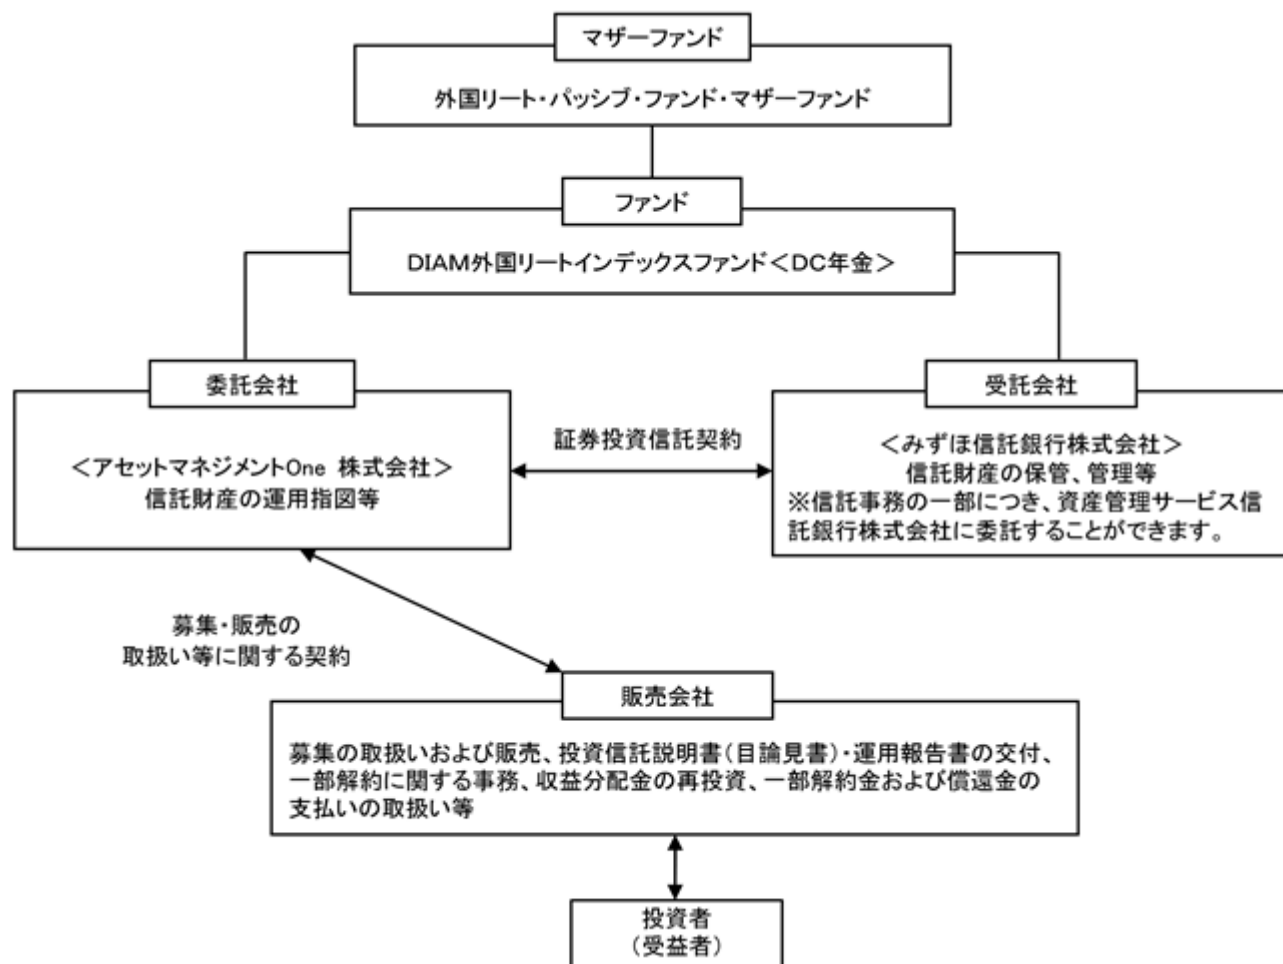 マザーファンド
外国リート・パッシブ・ファンド・マザーファンド
ファンド
DIAM外国リートインデックスファンド<DC年金>
委託会社
<アセットマネジメントOne 株式会社>
信託財産の運用指図等
証券投資信託契約
受託会社
<みずほ信託銀行株式会社>
信託財産の保管、管理等
※信託事務の一部につき、資産管理サービス信
託銀行株式会社に委託することができます。
募集・販売の
取扱い等に関する契約
販売会社
募集の取扱いおよび販売、投資信託説明書(目論見書)・運用報告書の交付、
一部解約に関する事務、収益分配金の再投資、一部解約金および償還金の
支払いの取扱い等
投資者
(受益者)